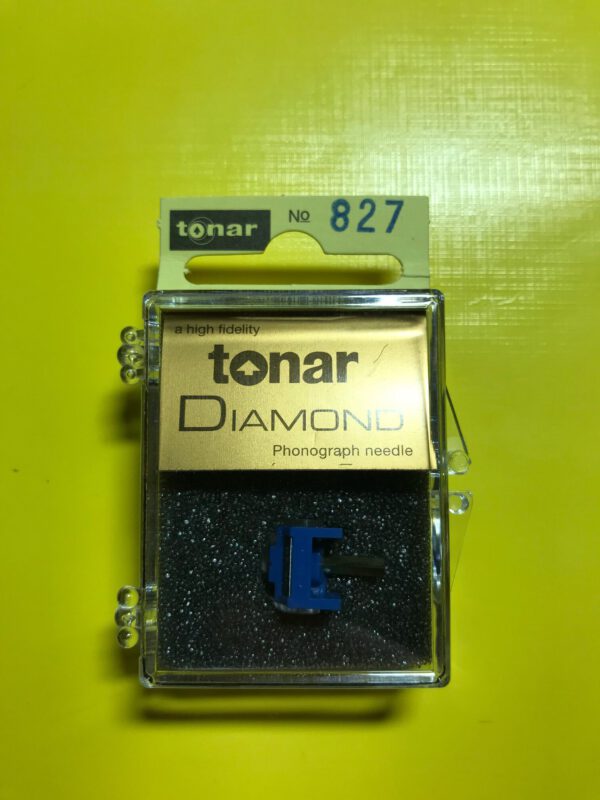 tonar № 827
a high fidelity
tonar
DIAMOND
Phonograph needle